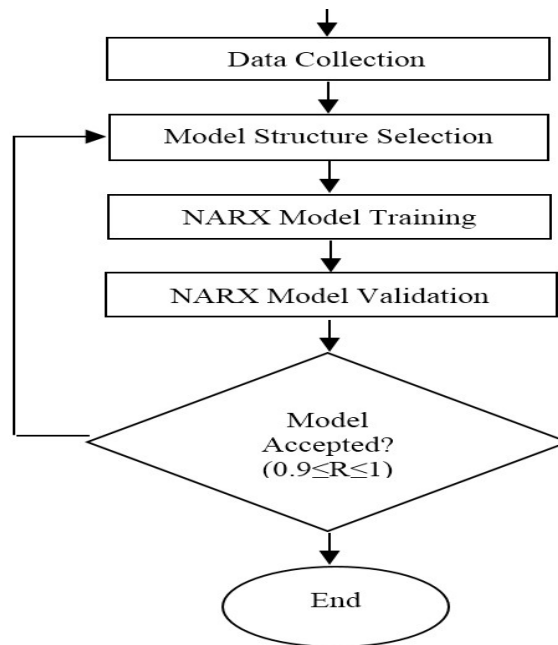 Data Collection
Model Structure Selection
NARX Model Training
NARX Model Validation
Model
Accepted?
(0.9≤R≤1)
End